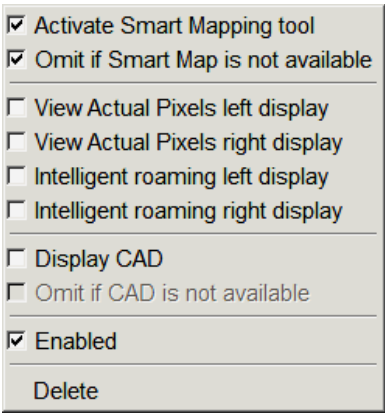 Activate Smart Mapping tool
Omit if Smart Map is not available
View Actual Pixels left display
View Actual Pixels right display
Intelligent roaming left display
Intelligent roaming right display
Display CAD
Omit if CAD is not available
Enabled
Delete